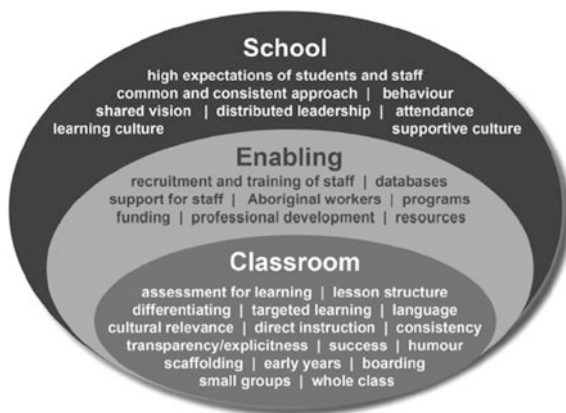 School
high expectations of students and staff
common and consistent approach | behaviour
shared vision | distributed leadership | attendance
learning culture supportive culture
Enabling
recruitment and training of staff | databases
support for staff | Aboriginal workers | programs
funding | professional development | resources
Classroom
assessment for learning | lesson structure
differentiating | targeted learning | language
cultural relevance | direct instruction | consistency
transparency/explicitness | success | humour
scaffolding | early years | boarding
small groups | whole class